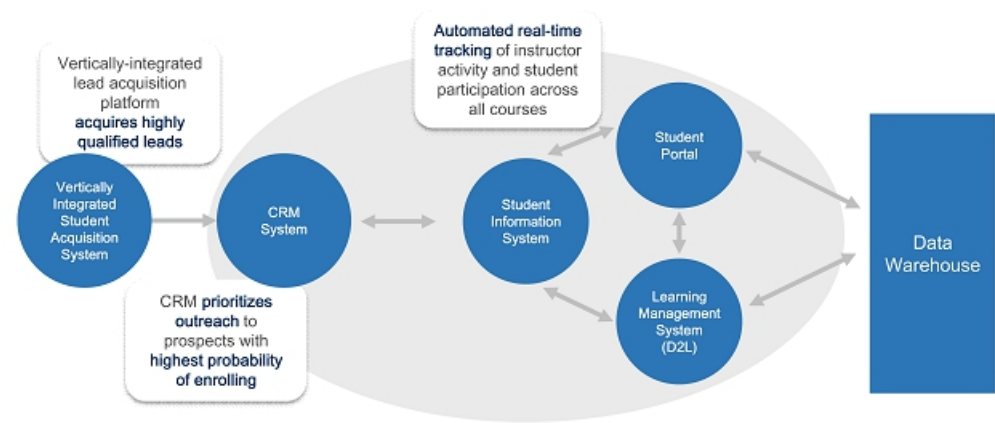 Vertically-integrated
lead acquisition
platform
acquires highly
qualified leads
Automated real-time
tracking of instructor
activity and student
participation across
all courses
Vertically
Integrated
Student
Acquisition
System
CRM
System
Student
Information
System
Student
Portal
Learning
Management
System
(D2L)
Data
Warehouse
CRM prioritizes
outreach to
prospects with
highest probability
of enrolling